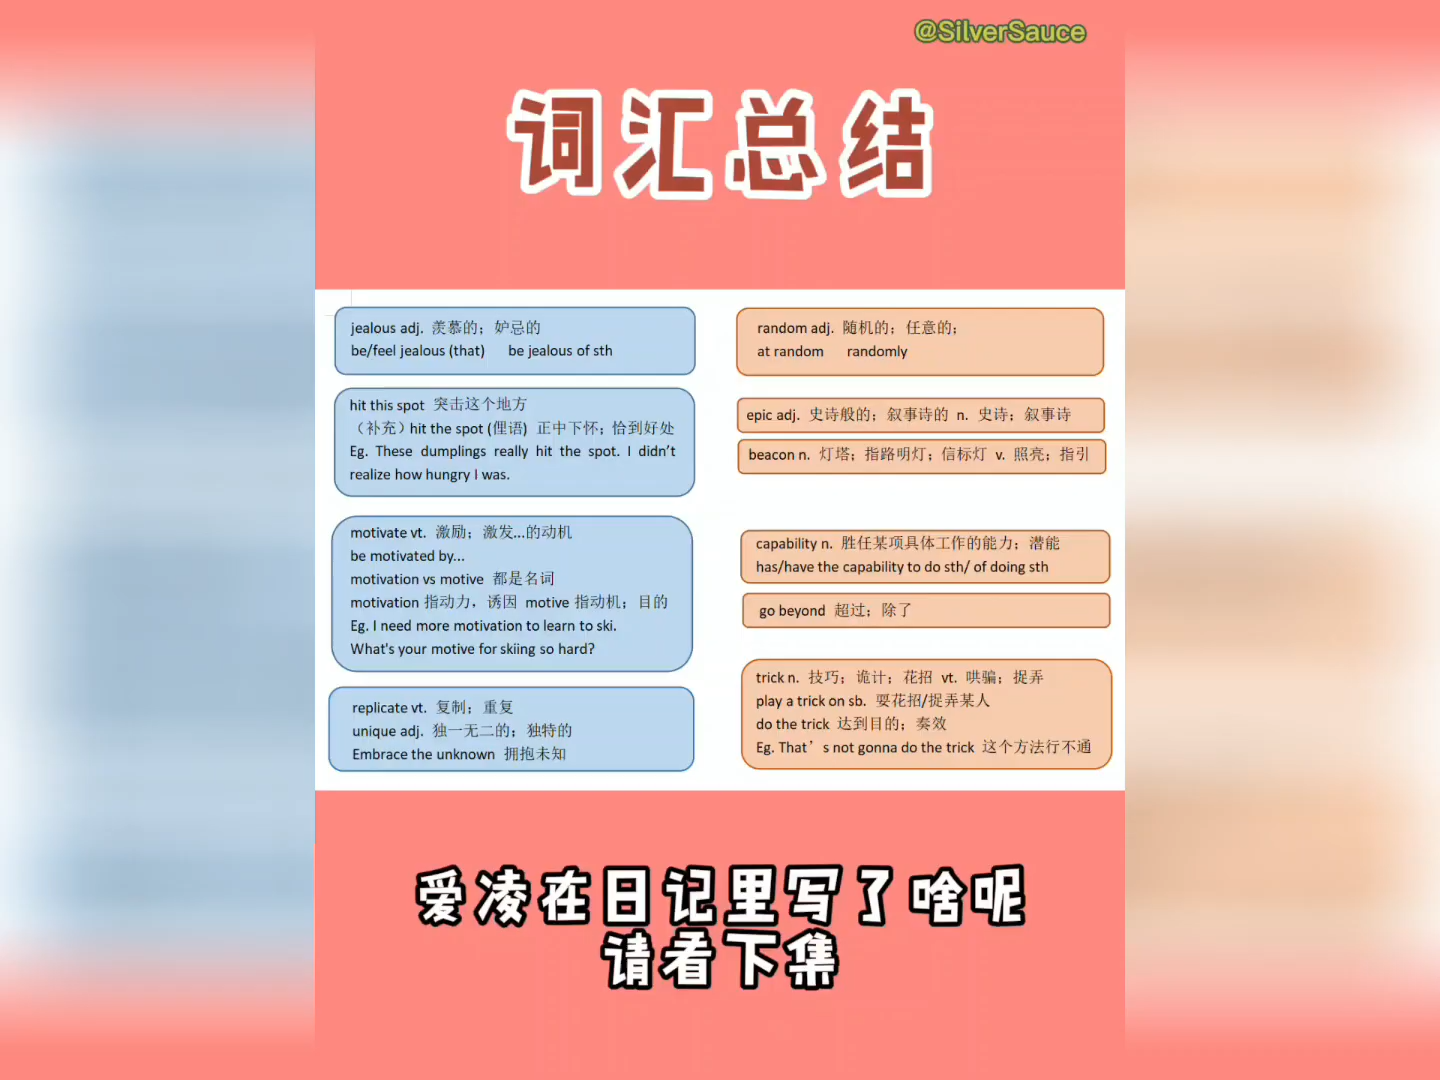 @SilverSauce
词汇总结
jealous adj. 羡慕的；妒忌的
be/feel jealous (that) be jealous of sth
hit this spot 突击这个地方
（补充）hit the spot (俚语) 正中下怀；恰到好处
Eg. These dumplings really hit the spot. I didn’t
realize how hungry I was.
motivate vt. 激励；激发...的动机
be motivated by...
motivation vs motive 都是名词
motivation 指动力，诱因 motive 指动机；目的
Eg. I need more motivation to learn to ski.
What's your motive for skiing so hard?
replicate vt. 复制；重复
unique adj. 独一无二的；独特的
Embrace the unknown 拥抱未知
random adj. 随机的；任意的；
at random randomly
epic adj. 史诗般的；叙事诗的 n. 史诗；叙事诗
beacon n. 灯塔；指路明灯；信标灯 v. 照亮；指引
capability n. 胜任某项具体工作的能力；潜能
has/have the capability to do sth/ of doing sth
go beyond 超过；除了
trick n. 技巧；诡计；花招 vt. 哄骗；捉弄
play a trick on sb. 耍花招/捉弄某人
do the trick 达到目的；奏效
Eg. That’s not gonna do the trick 这个方法行不通
爱凌在日记里写了啥呢
请看下集